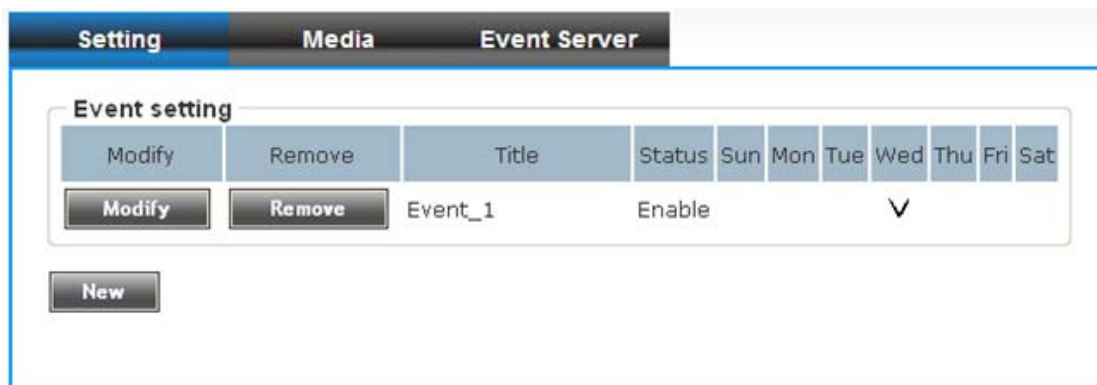 Setting Media Event Server
Event setting
Modify Remove Title Status Sun Mon Tue Wed Thu Fri Sat
Modify Remove Event_1 Enable V
New